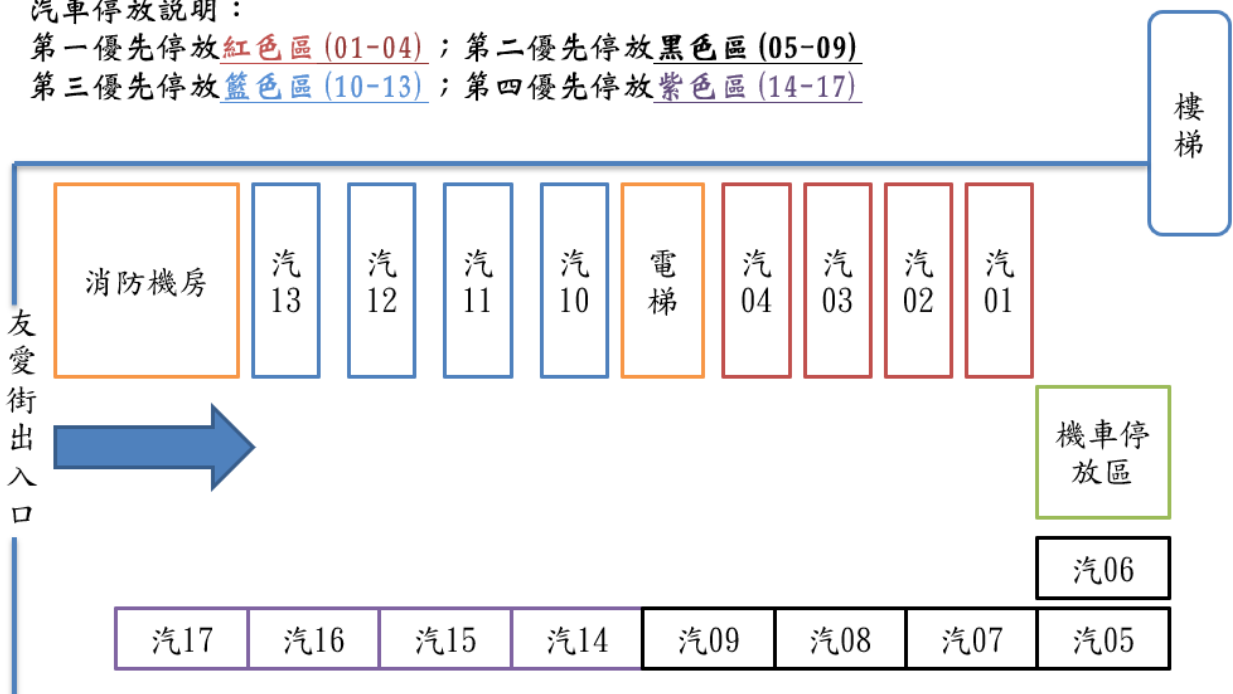 汽車停放說明：
第一優先停放紅色區(01-04)；第二優先停放黑色區(05-09)
第三優先停放籃色區(10-13)；第四優先停放紫色區(14-17)
樓梯
消防機房
汽13
汽12
汽11
汽10
電梯
汽04
汽03
汽02
汽01
友愛街出入口
機車停
放區
汽06
汽17
汽16
汽15
汽14
汽09
汽08
汽07
汽05